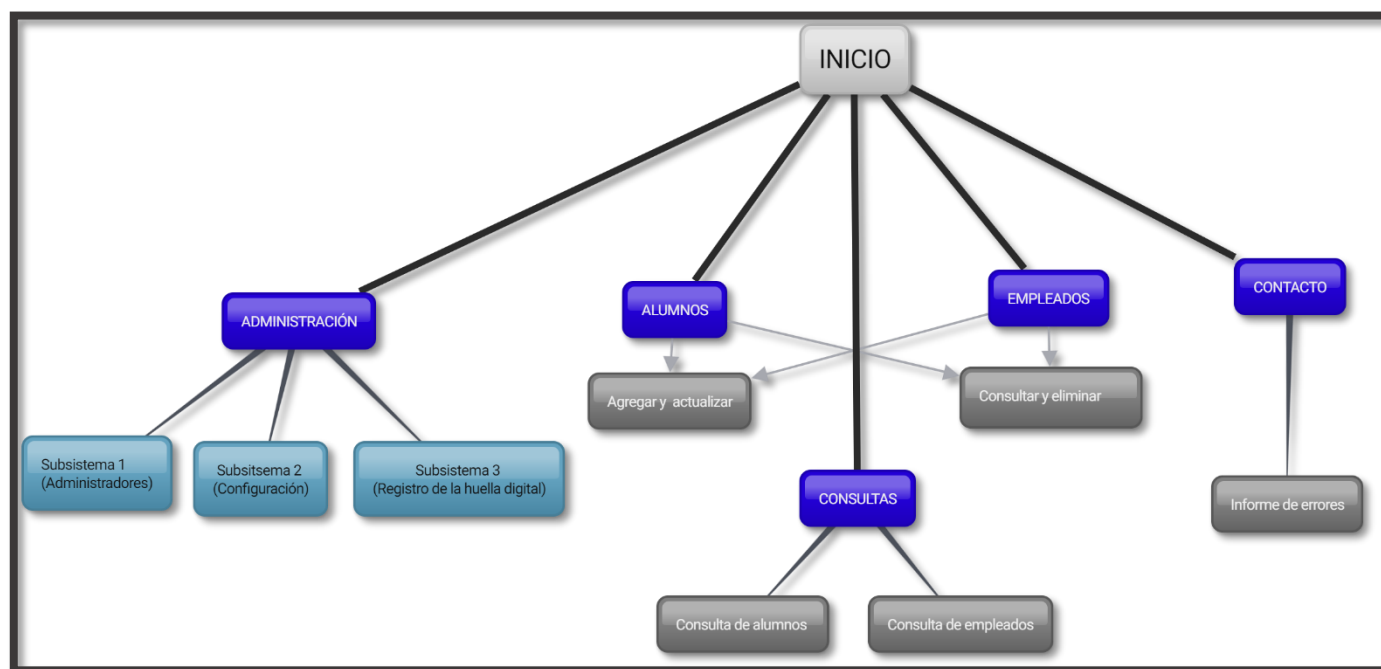 INICIO
ADMINISTRACIÓN
ALUMNOS
EMPLEADOS
CONTACTO
Agregar y actualizar
Consultar y eliminar
Subsistema 1
(Administradores)
Subsitsema 2
(Configuración)
Subsistema 3
(Registro de la huella digital)
CONSULTAS
Informe de errores
Consulta de alumnos
Consulta de empleados